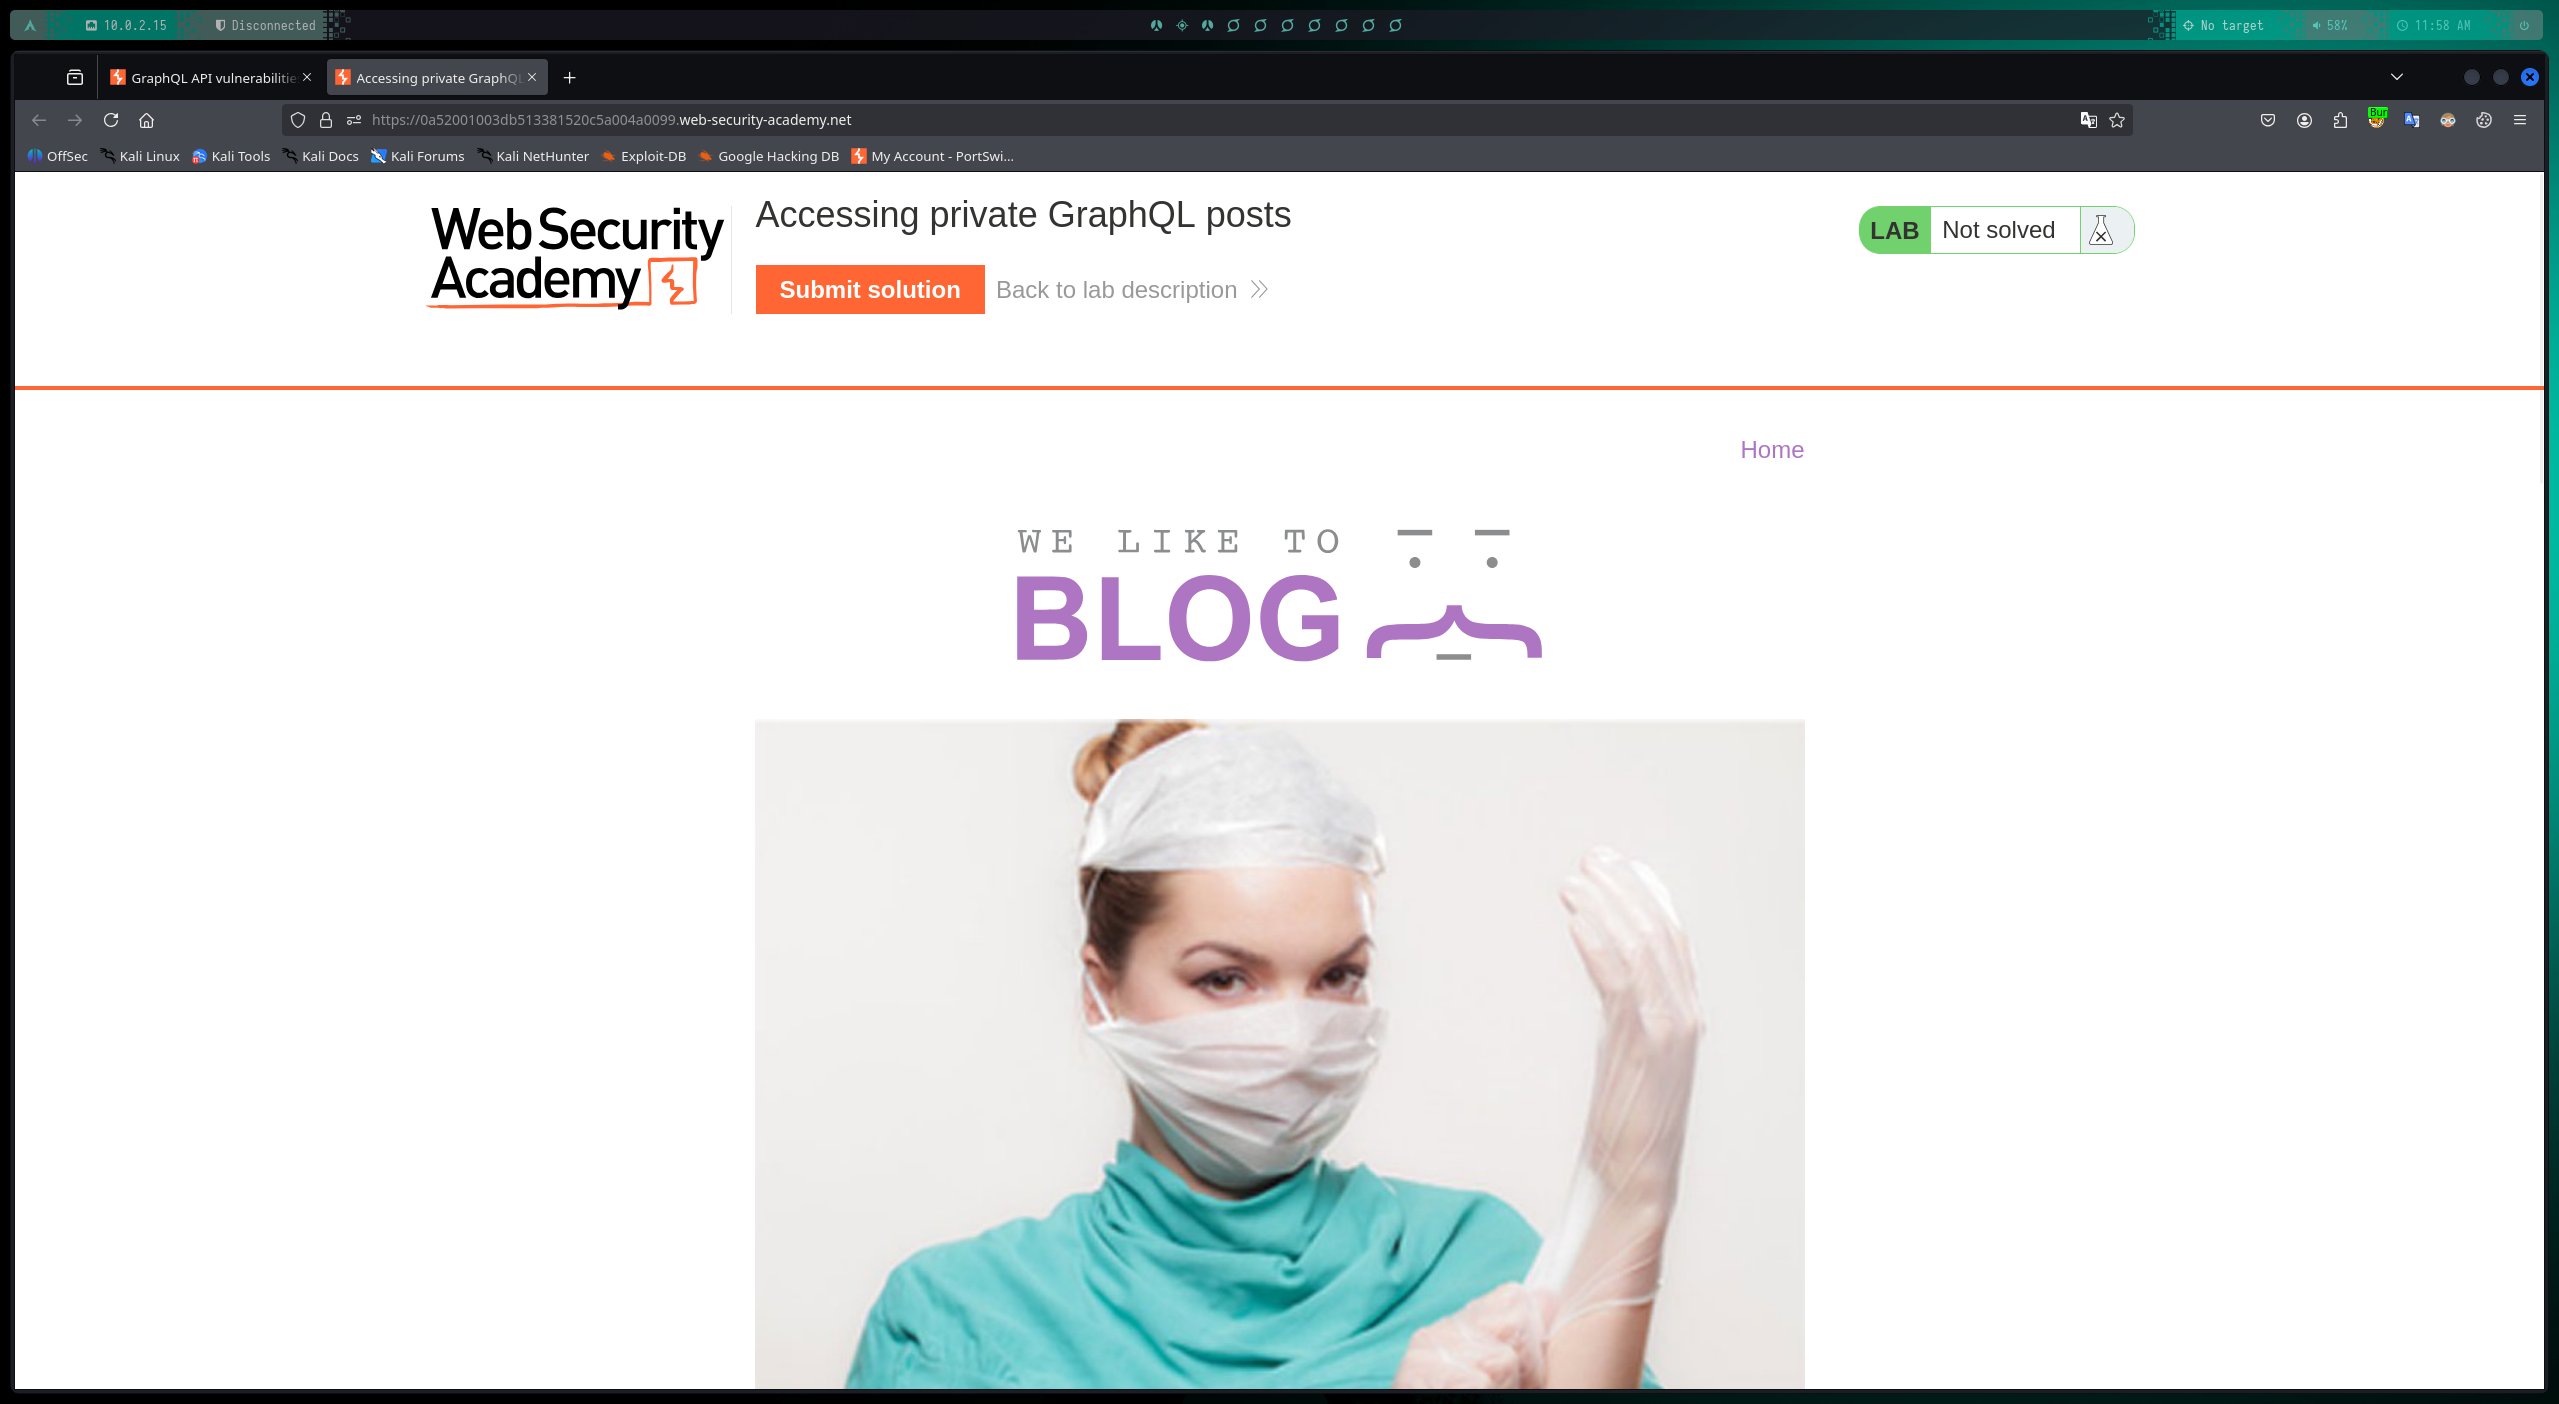 10.0.2.15 Disconnected No target 58% 11:58 AM
GraphQL API vulnerabilitie Accessing private GraphQL
https://0a52001003db513381520c5a004a0099.web-security-academy.net
Bur
OffSec Kali Linux Kali Tools Kali Docs Kali Forums Kali NetHunter Exploit-DB Google Hacking DB My Account - PortSwi...
Web Security
Academy
Accessing private GraphQL posts
Submit solution Back to lab description
LAB Not solved
Home
WE LIKE TO
BLOG